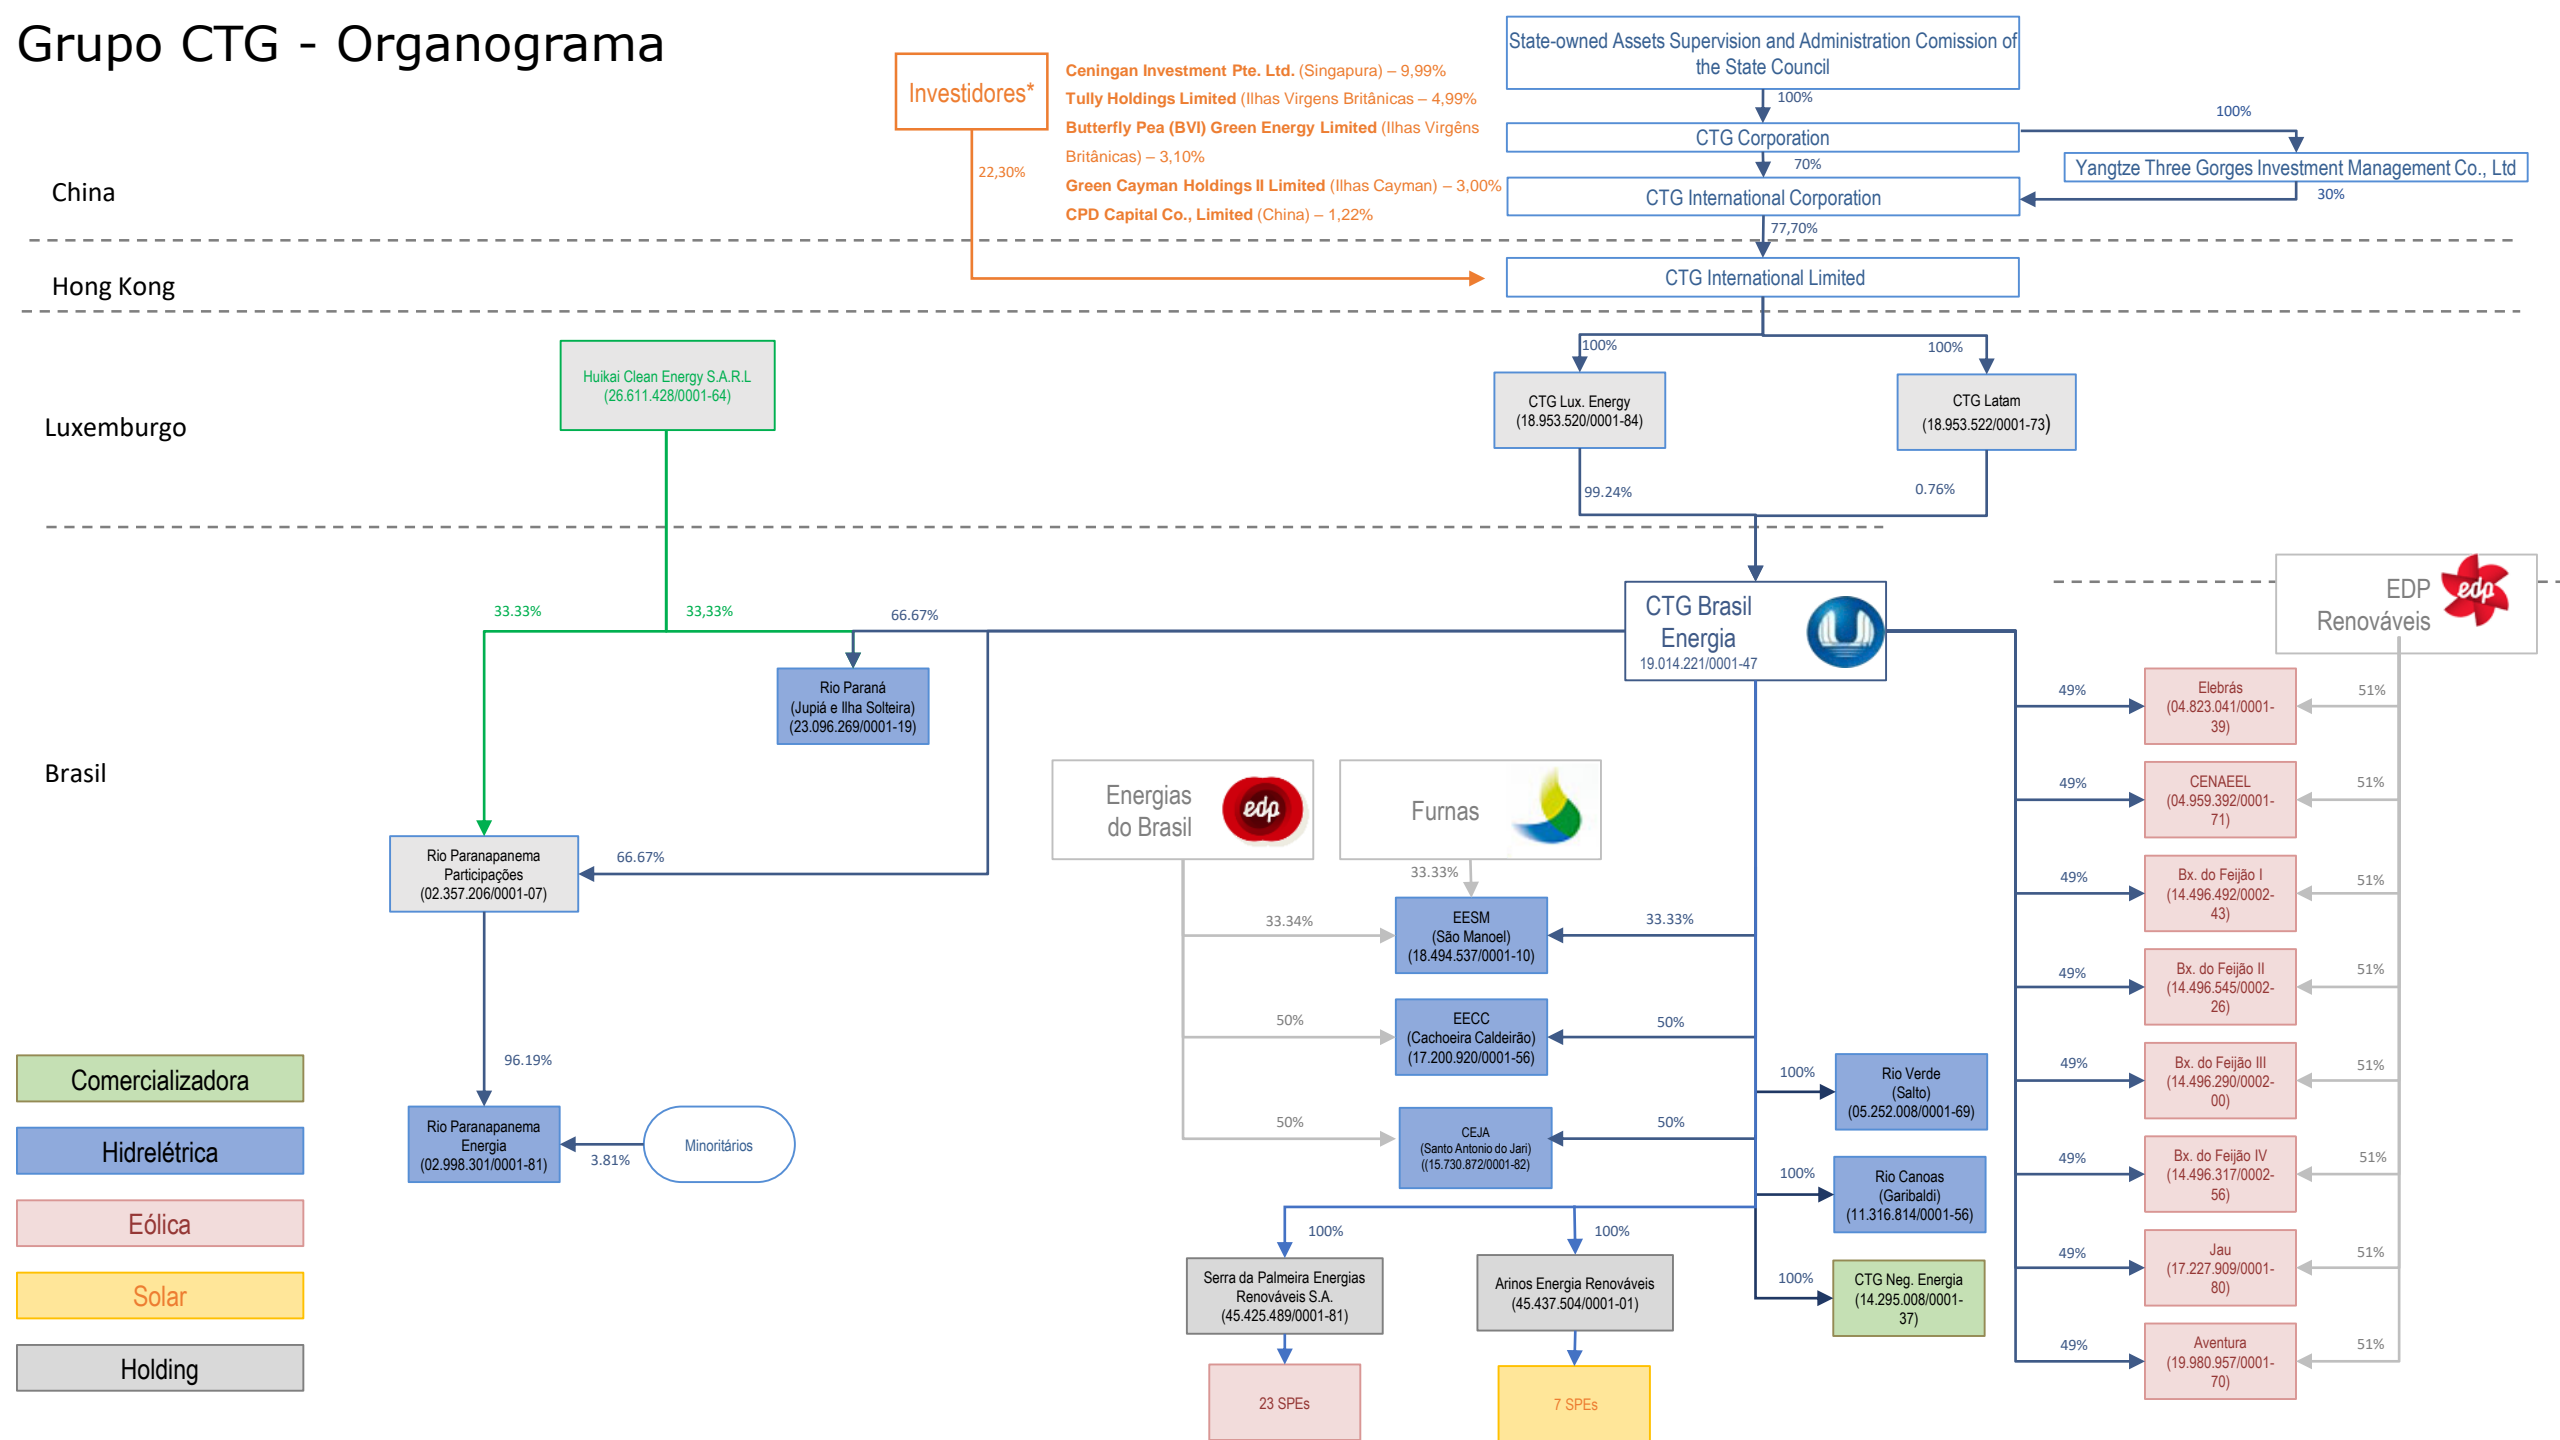 Grupo CTG - Organograma
Investidores*
Ceningan Investment Pte. Ltd. (Singapura) – 9,99%
Tully Holdings Limited (Ilhas Virgens Britânicas – 4,99%
Butterfly Pea (BVI) Green Energy Limited (Ilhas Virgêns
Britânicas) – 3,10%
Green Cayman Holdings II Limited (Ilhas Cayman) – 3,00%
CPD Capital Co., Limited (China) – 1,22%
22,30%
State-owned Assets Supervision and Administration Comission of
the State Council
100%
CTG Corporation
100%
70%
Yangtze Three Gorges Investment Management Co., Ltd
CTG International Corporation
30%
77,70%
China
Hong Kong
CTG International Limited
100%
100%
Huikai Clean Energy S.A.R.L
(26.611.428/0001-64)
CTG Lux. Energy
(18.953.520/0001-84)
CTG Latam
(18.953.522/0001-73)
Luxemburgo
99.24%
0.76%
33.33%
33,33%
66.67%
CTG Brasil
Energia
19.014.221/0001-47
EDP
Renováveis
edp
Rio Paraná
(Jupiá e Ilha Solteira)
(23.096.269/0001-19)
49%
Elebrás
(04.823.041/0001-
39)
51%
Brasil
Energias
do Brasil
edp
Furnas
49%
CENAEEL
(04.959.392/0001-
71)
51%
Rio Paranapanema
Participações
(02.357.206/0001-07)
66.67%
33.33%
49%
Bx. do Feijão I
(14.496.492/0002-
43)
51%
33.34%
EESM
(São Manoel)
(18.494.537/0001-10)
33.33%
49%
Bx. do Feijão II
(14.496.545/0002-
26)
51%
50%
EECC
(Cachoeira Caldeirão)
(17.200.920/0001-56)
50%
96.19%
100%
Rio Verde
(Salto)
(05.252.008/0001-69)
49%
Bx. do Feijão III
(14.496.290/0002-
00)
51%
Comercializadora
Rio Paranapanema
Energia
(02.998.301/0001-81)
3.81%
Minoritários
50%
CEJA
(Santo Antonio do Jari)
((15.730.872/0001-82)
50%
Hidrelétrica
100%
Rio Canoas
(Garibaldi)
(11.316.814/0001-56)
49%
Bx. do Feijão IV
(14.496.317/0002-
56)
51%
Eólica
100%
100%
Serra da Palmeira Energias
Renováveis S.A.
(45.425.489/0001-81)
Arinos Energia Renováveis
(45.437.504/0001-01)
100%
CTG Neg. Energia
(14.295.008/0001-
37)
49%
Jau
(17.227.909/0001-
80)
51%
Solar
49%
Aventura
(19.980.957/0001-
70)
51%
Holding
23 SPEs
7 SPEs